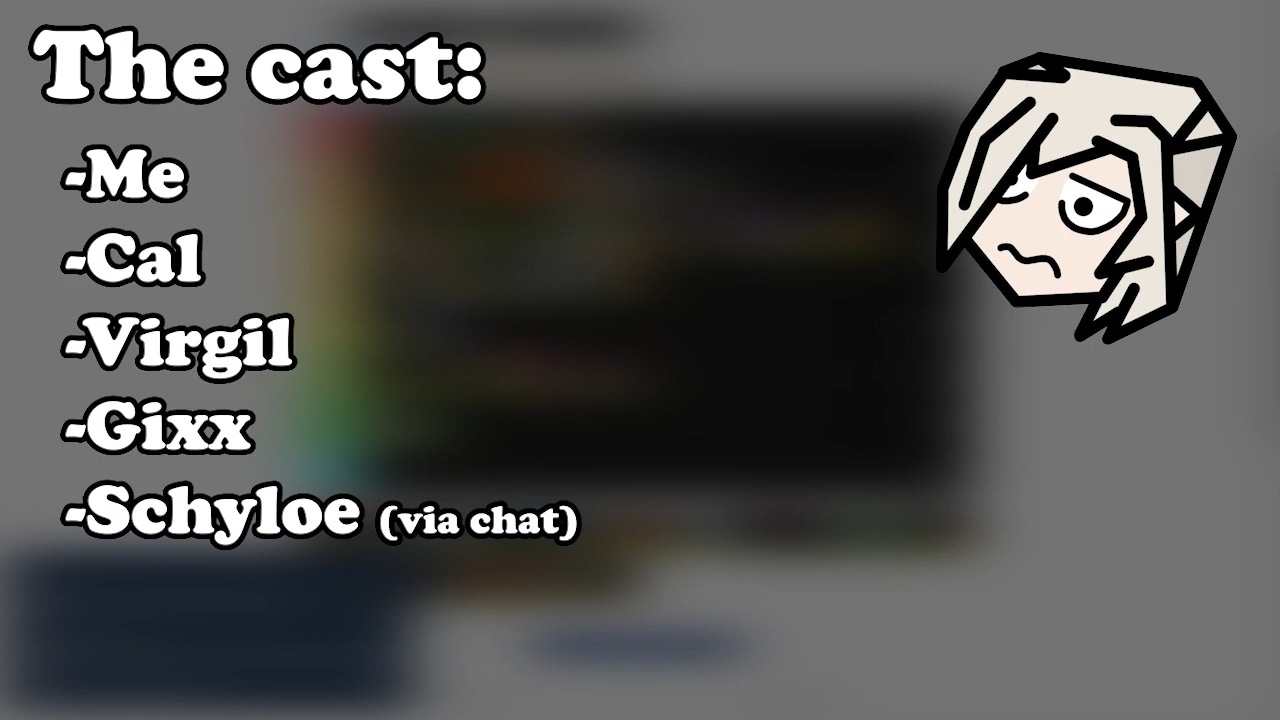 The cast:
-Me
-Cal
-Virgil
-Gixx
-Schyloe (via chat)